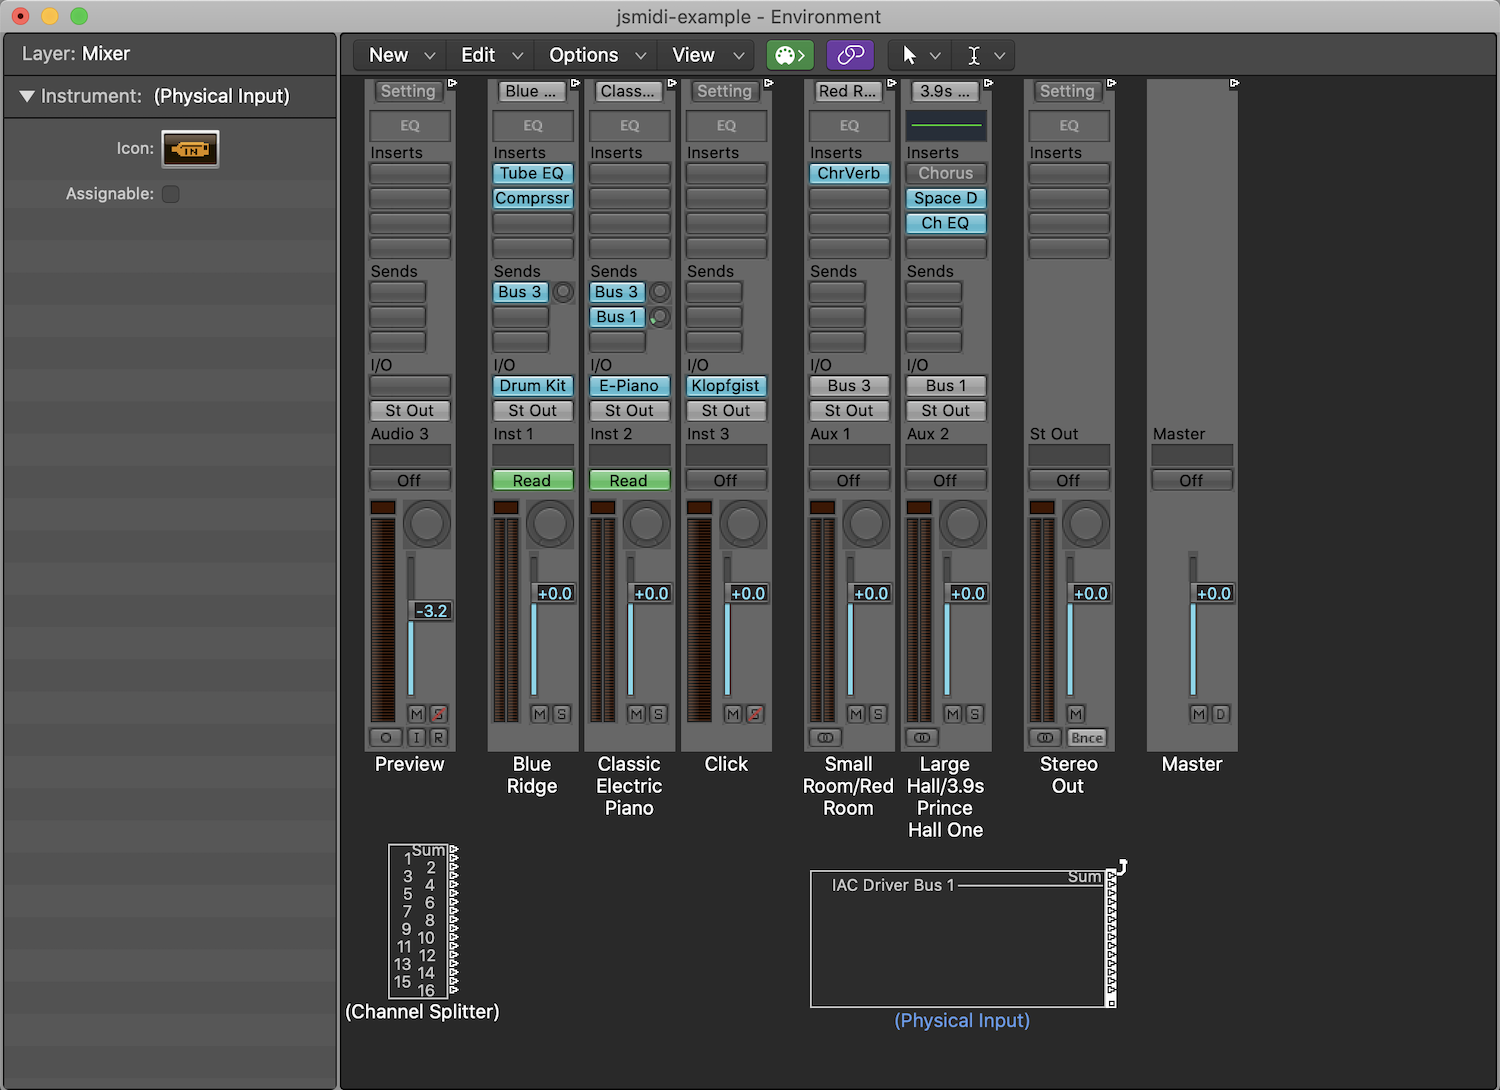 jsmidi-example - Environment
Layer: Mixer
New Edit Options View
Instrument: (Physical Input)
Icon: IN
Assignable:
Setting Blue ... Class... Setting Red R... 3.9s ... Setting
EQ EQ EQ EQ EQ EQ
Inserts Inserts Inserts Inserts Inserts Inserts Inserts
Tube EQ ChrVerb Chorus
Comprssr Space D
Ch EQ
Sends Sends Sends Sends Sends Sends
Bus 3 Bus 3
Bus 1
I/O I/O I/O I/O I/O I/O
Drum Kit E-Piano Klopfgist Bus 3 Bus 1
St Out St Out St Out St Out St Out St Out
Audio 3 Inst 1 Inst 2 Inst 3 Aux 1 Aux 2 St Out Master
Off Read Read Off Off Off Off Off
+0.0 +0.0 +0.0 +0.0 +0.0 +0.0 +0.0
-3.2
M S M S M S M S M S M S M M D
I R Bnce
Preview Blue Classic Click Small Large Stereo Master
Ridge Electric Room/Red Hall/3.9s Out
Piano Room Prince
Hall One
Sum
1 2
3 4
5 6
7 8
9 10
11 12
13 14
15 16
(Channel Splitter)
Sum
IAC Driver Bus 1
(Physical Input)